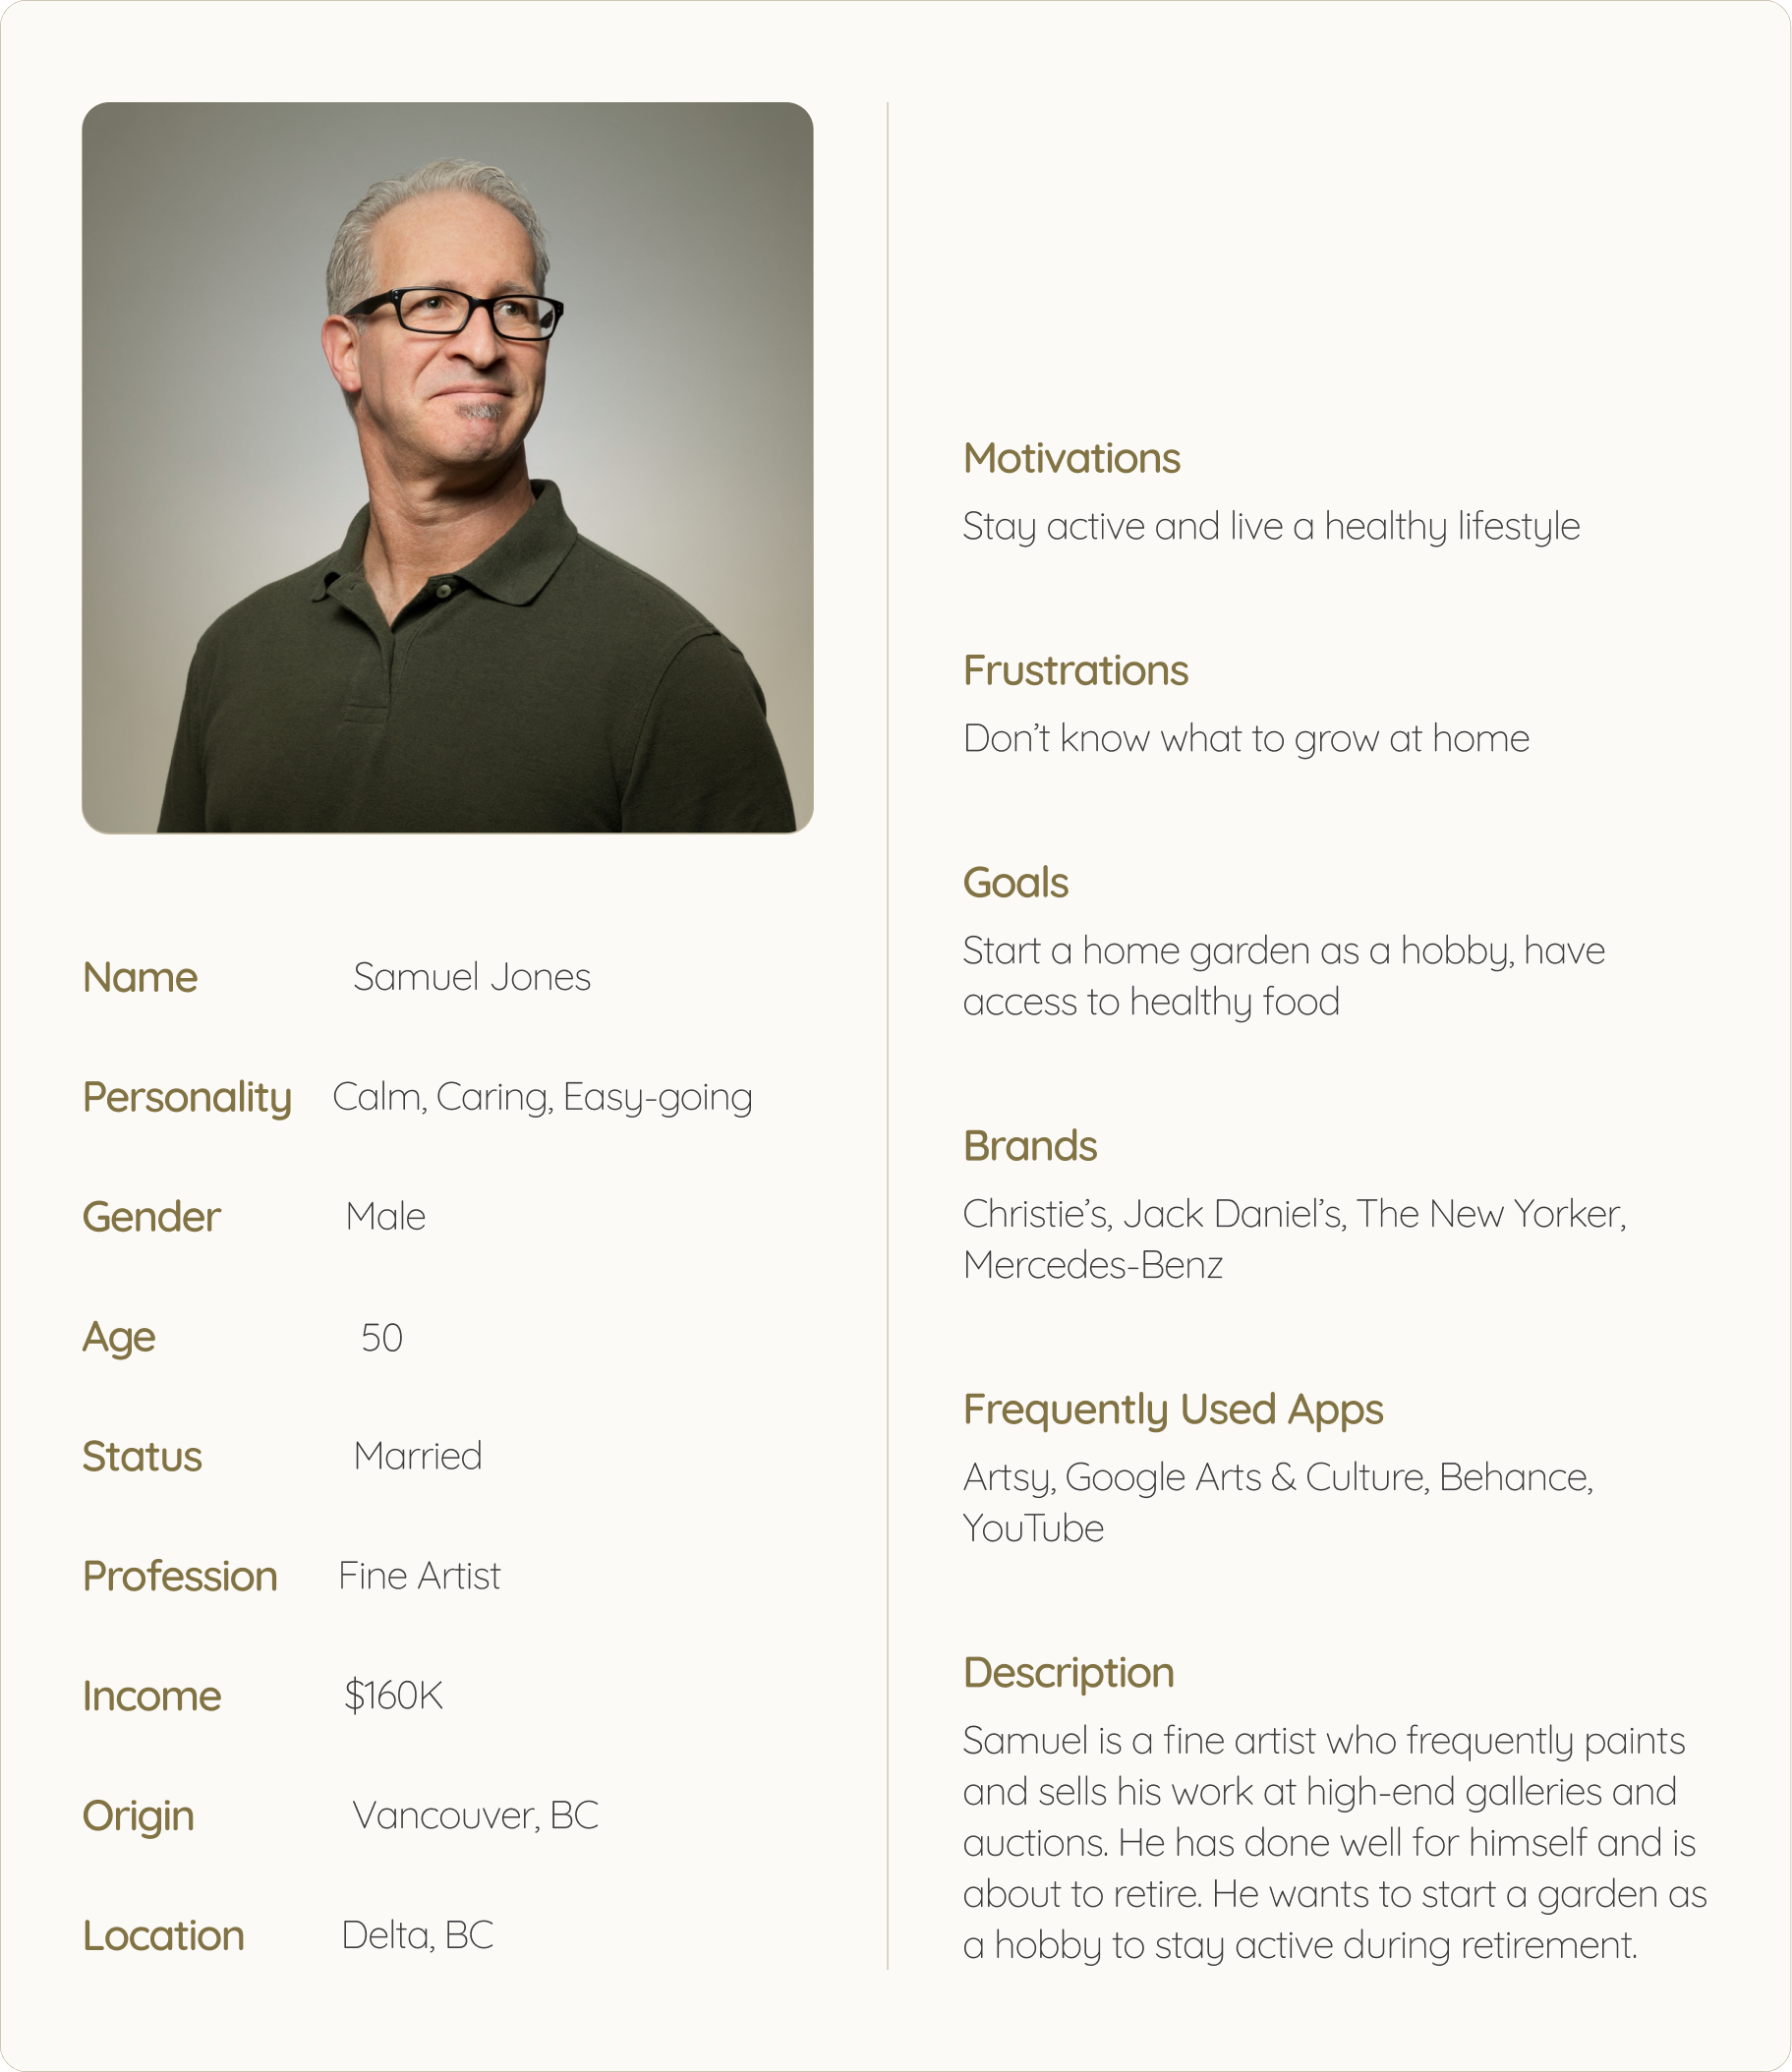 Name Samuel Jones
Personality Calm, Caring, Easy-going
Gender Male
Age 50
Status Married
Profession Fine Artist
Income $160K
Origin Vancouver, BC
Location Delta, BC
Motivations
Stay active and live a healthy lifestyle
Frustrations
Don’t know what to grow at home
Goals
Start a home garden as a hobby, have
access to healthy food
Brands
Christie’s, Jack Daniel’s, The New Yorker,
Mercedes-Benz
Frequently Used Apps
Artsy, Google Arts & Culture, Behance,
YouTube
Description
Samuel is a fine artist who frequently paints
and sells his work at high-end galleries and
auctions. He has done well for himself and is
about to retire. He wants to start a garden as
a hobby to stay active during retirement.